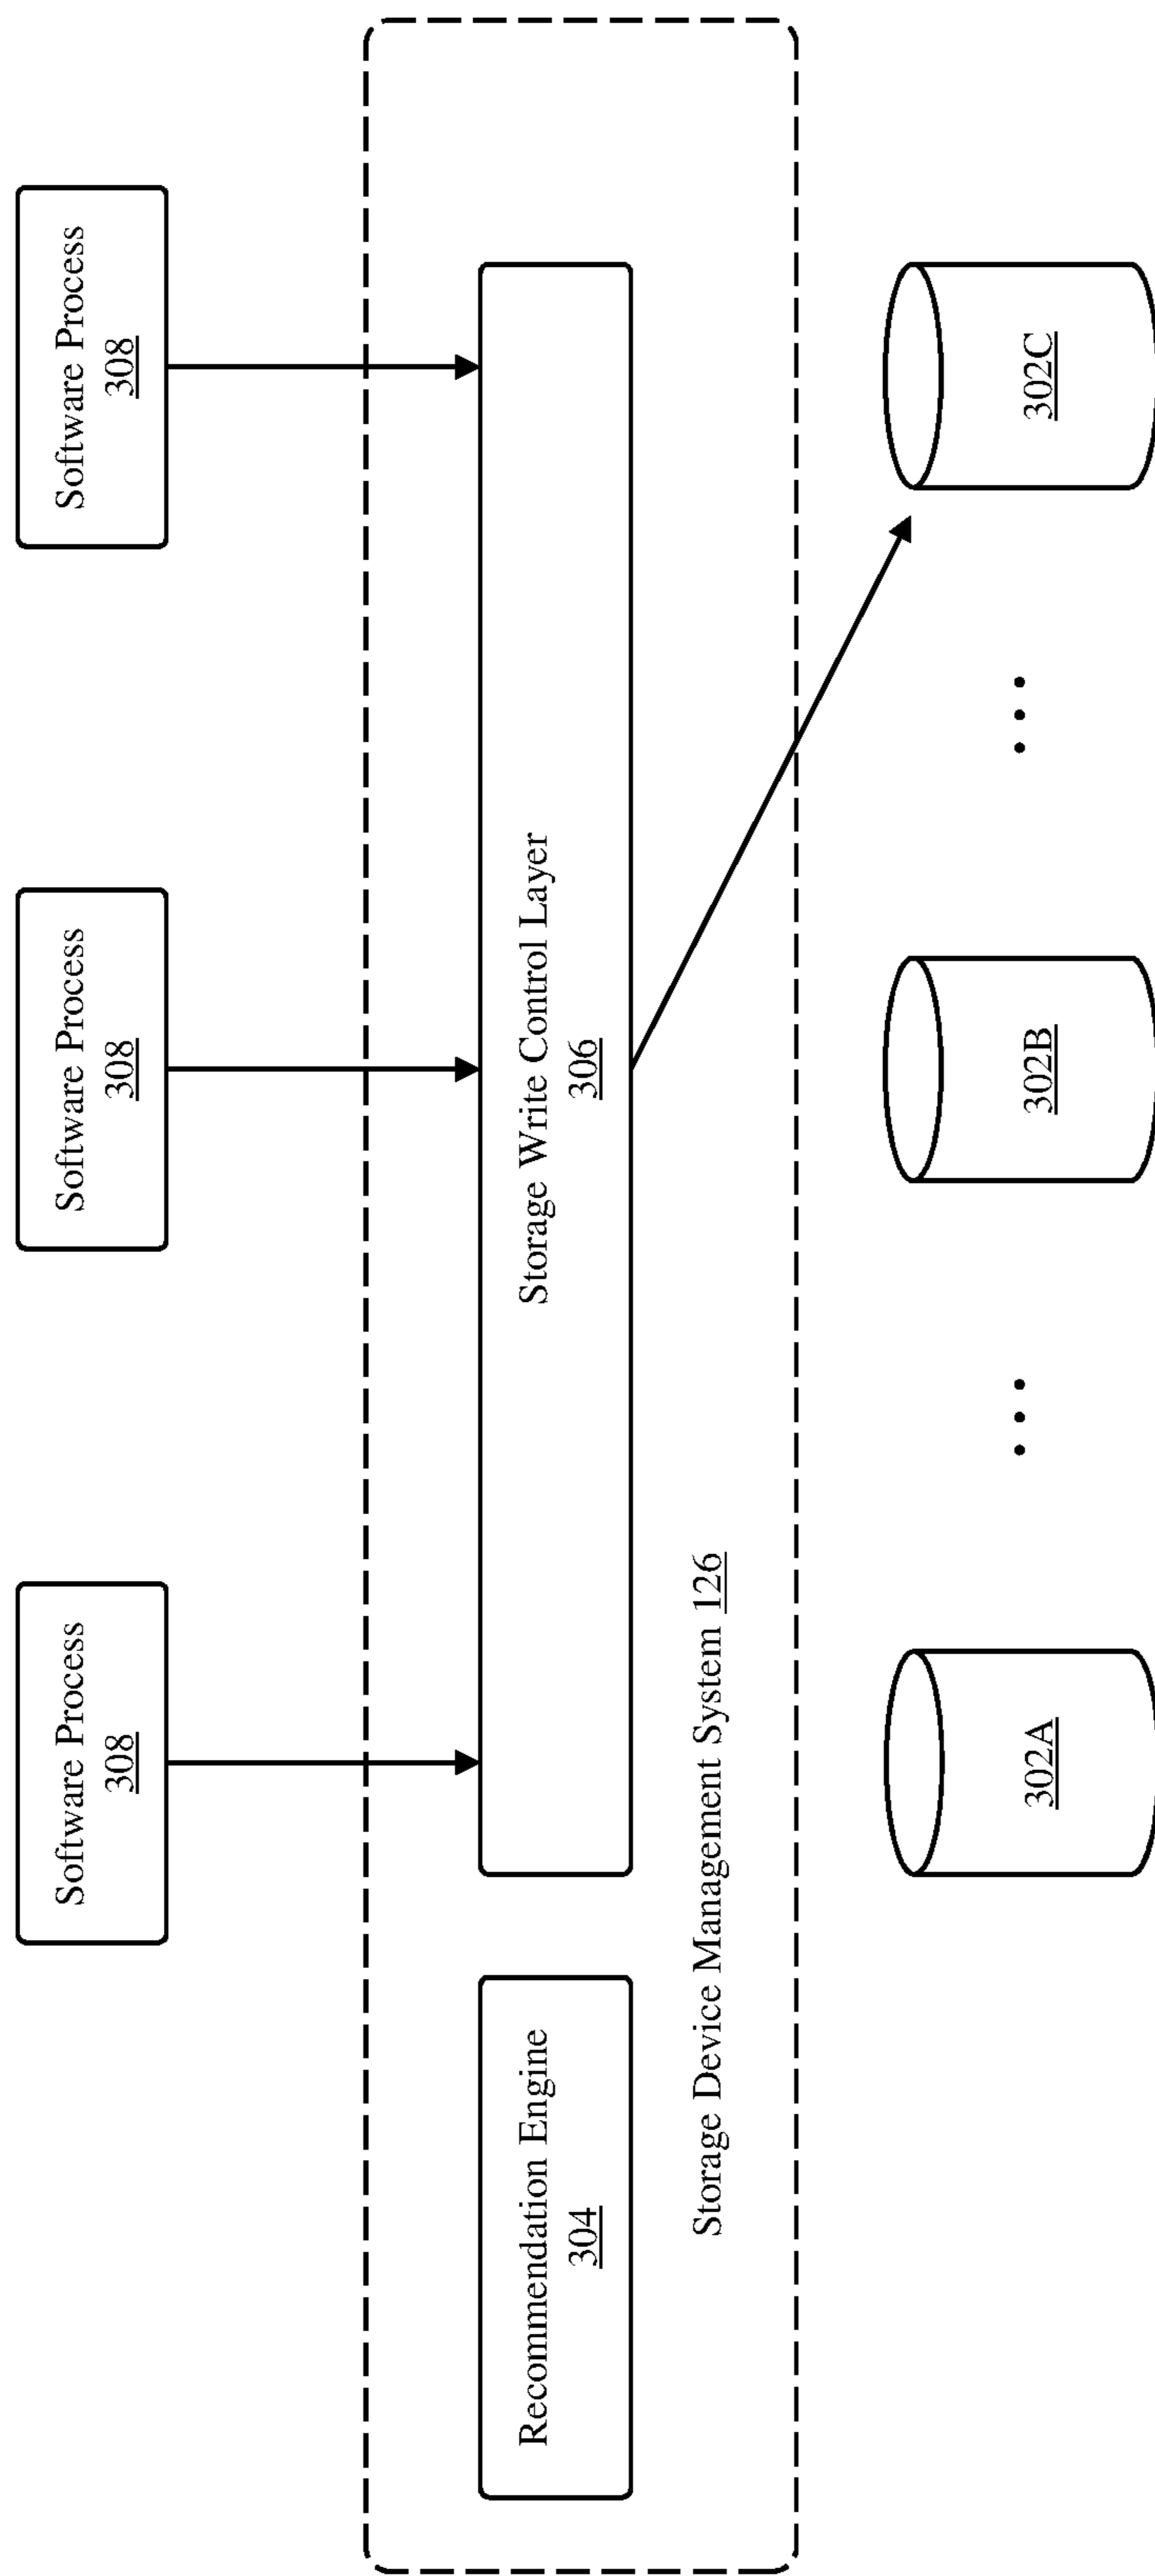 Software Process
308
Software Process
308
Software Process
308
Recommendation Engine
304
Storage Write Control Layer
306
Storage Device Management System 126
302A
302B
302C